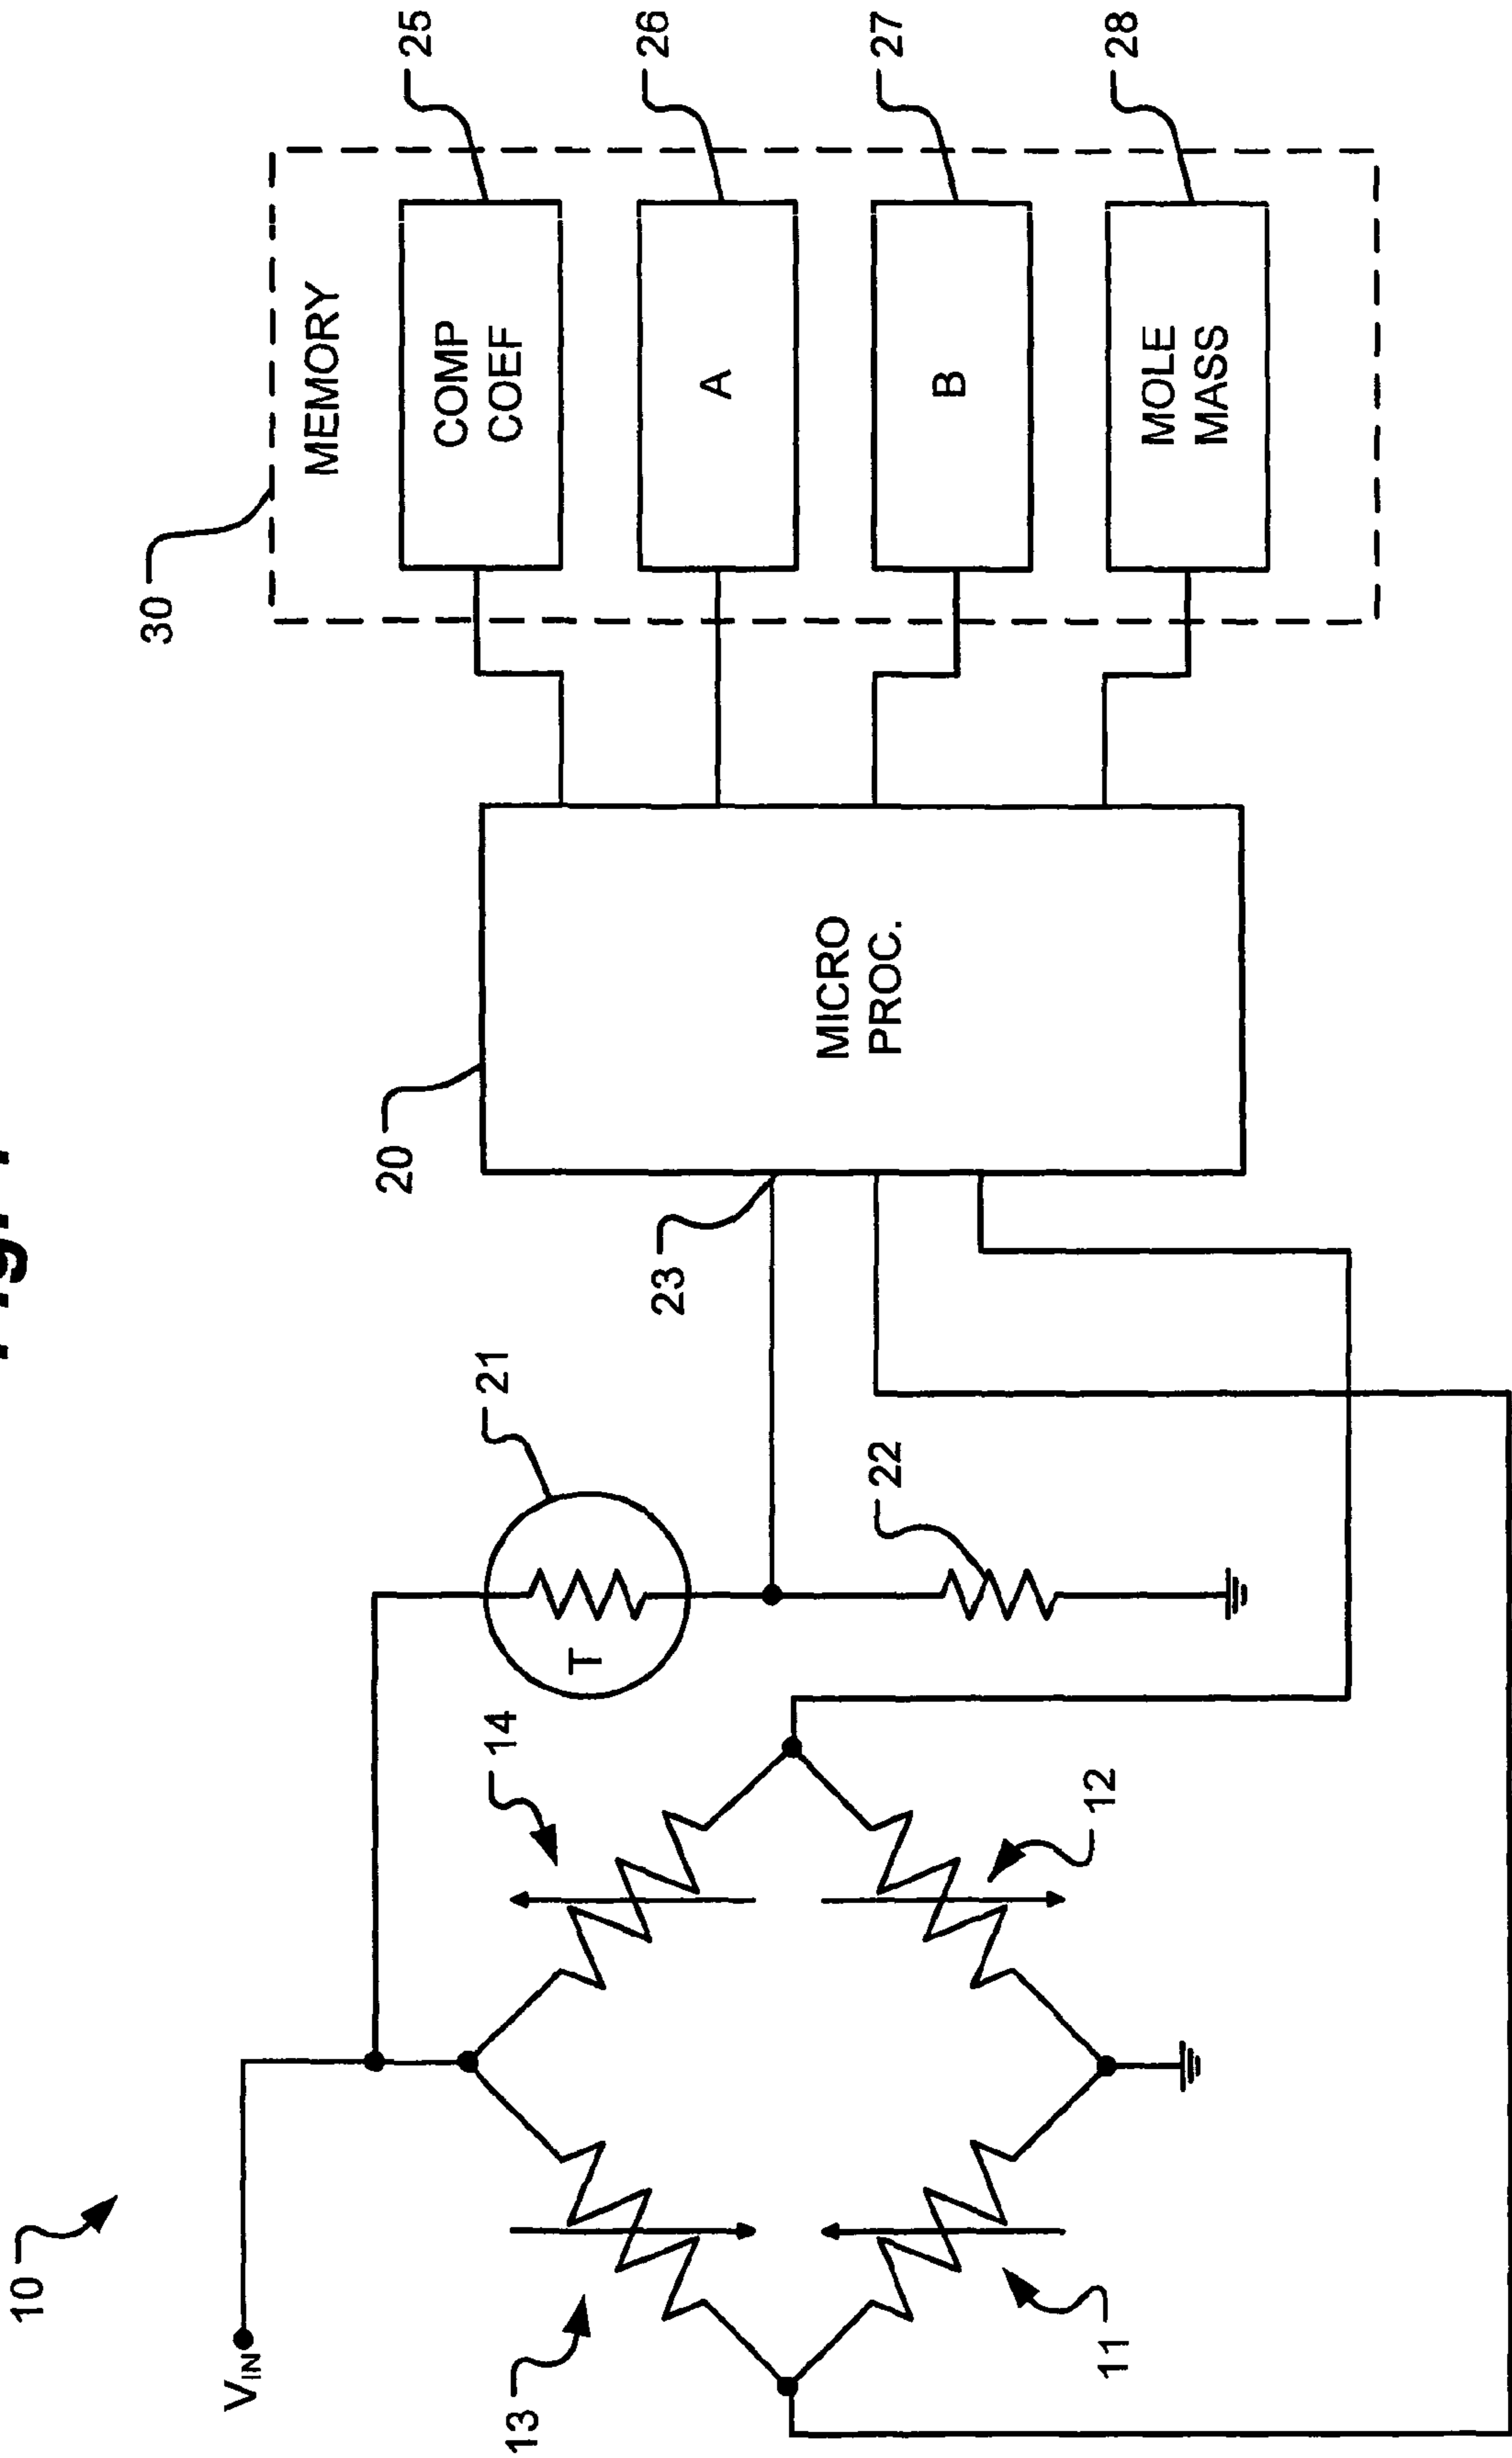 10
V_IN
30
MEMORY
20
COMP
COEF
25
21
14
13
T
23
A
26
MICRO
PROC.
22
B
27
12
11
MOLE
MASS
28